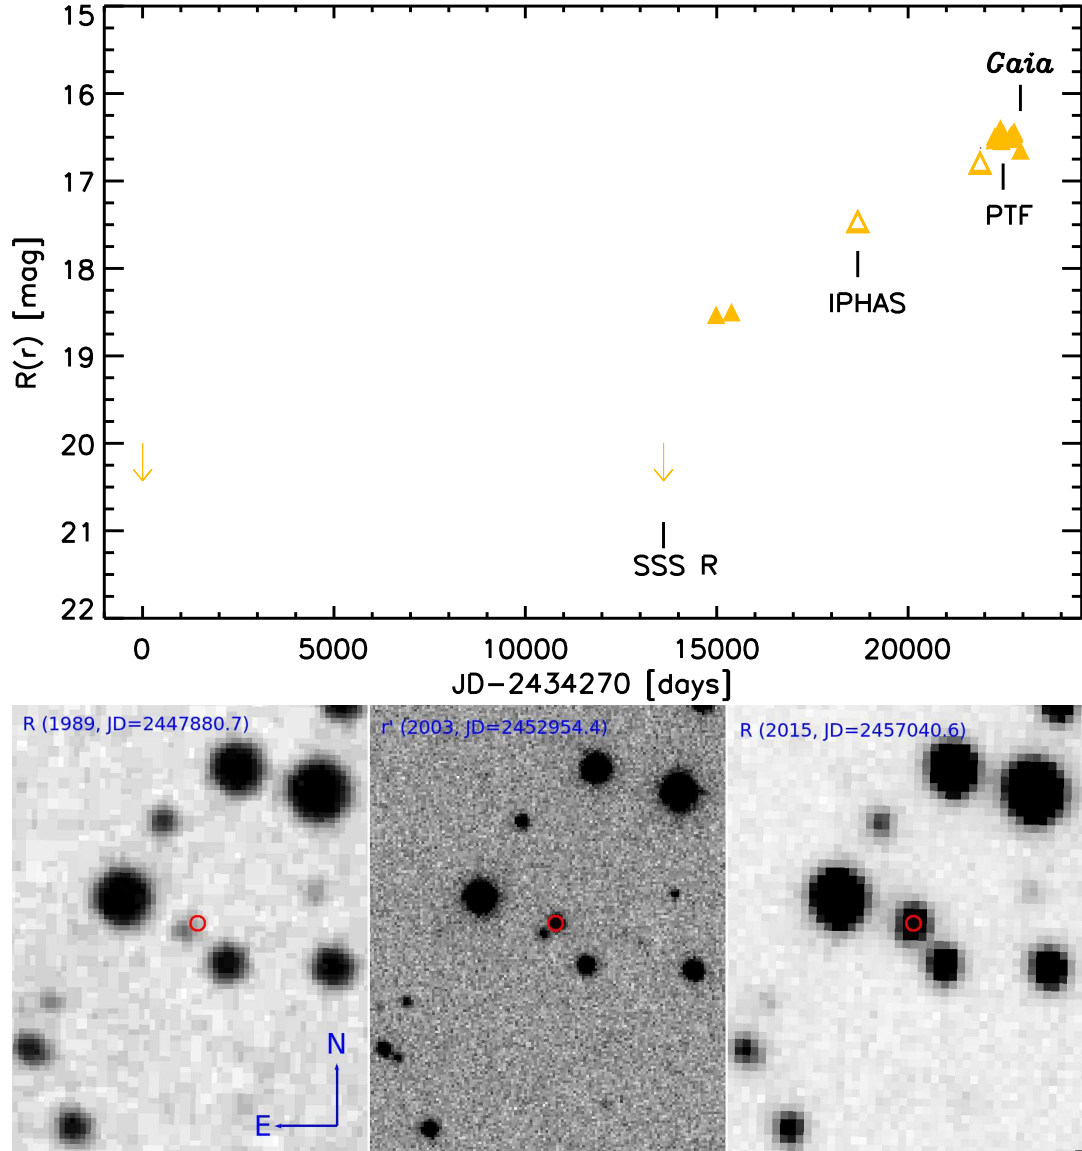 15
16
17
18
19
20
21
22
R(r) [mag]
Gaia
PTF
IPHAS
SSS R
0 5000 10000 15000 20000
JD-2434270 [days]
R (1989, JD=2447880.7)
r' (2003, JD=2452954.4)
R (2015, JD=2457040.6)
N
E